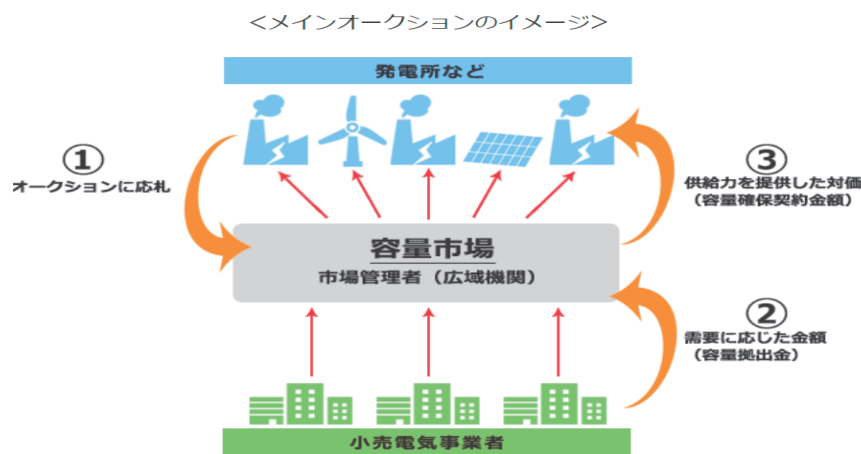 <メインオークションのイメージ>
発電所など
①
オークションに応札
③
供給力を提供した対価
（容量確保契約金額）
容量市場
市場管理者（広域機関）
②
需要に応じた金額
（容量拠出金）
小売電気事業者